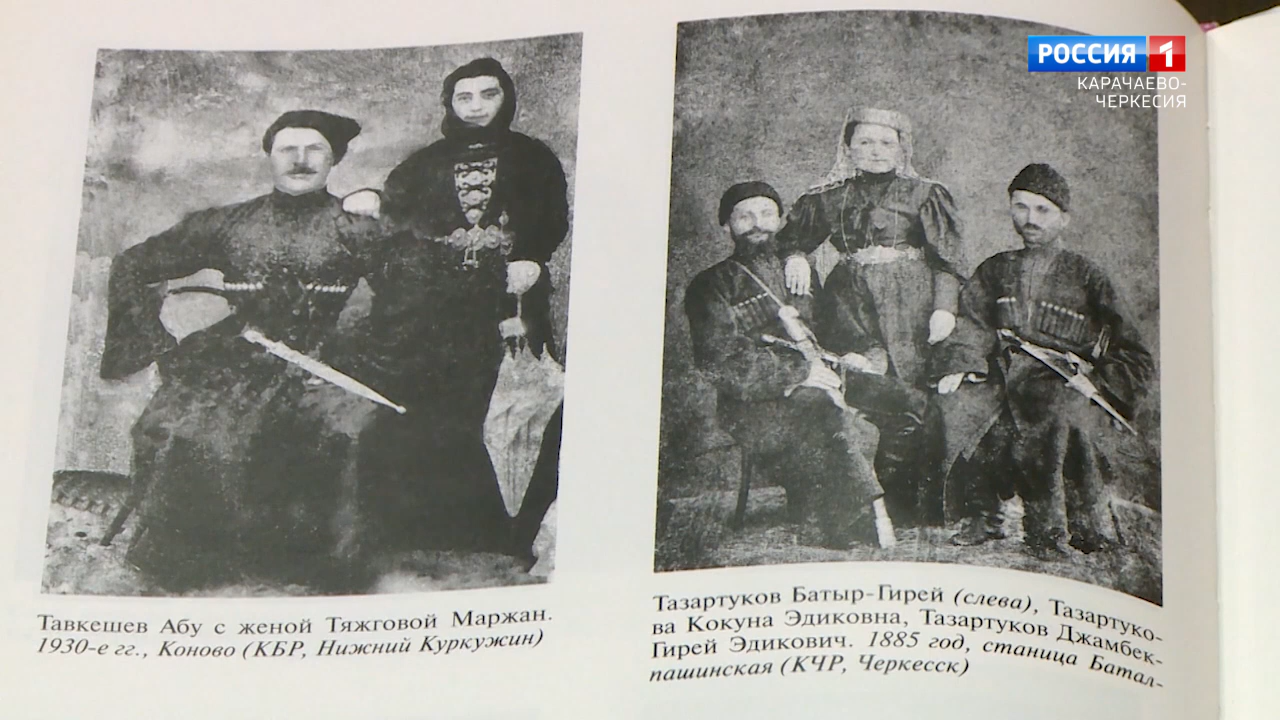 РОССИЯ 1
КАРАЧАЕВО-
ЧЕРКЕСИЯ
Тавкешев Абу с женой Тяжговой Маржан.
1930-е гг., Коново (КБР, Нижний Куркужин)
Тазартуков Батыр-Гирей (слева), Тазартуко-
ва Кокуна Эдиковна, Тазартуков Джамбек-
Гирей Эдикович. 1885 год, станица Батал-
пашинская (КЧР, Черкесск)